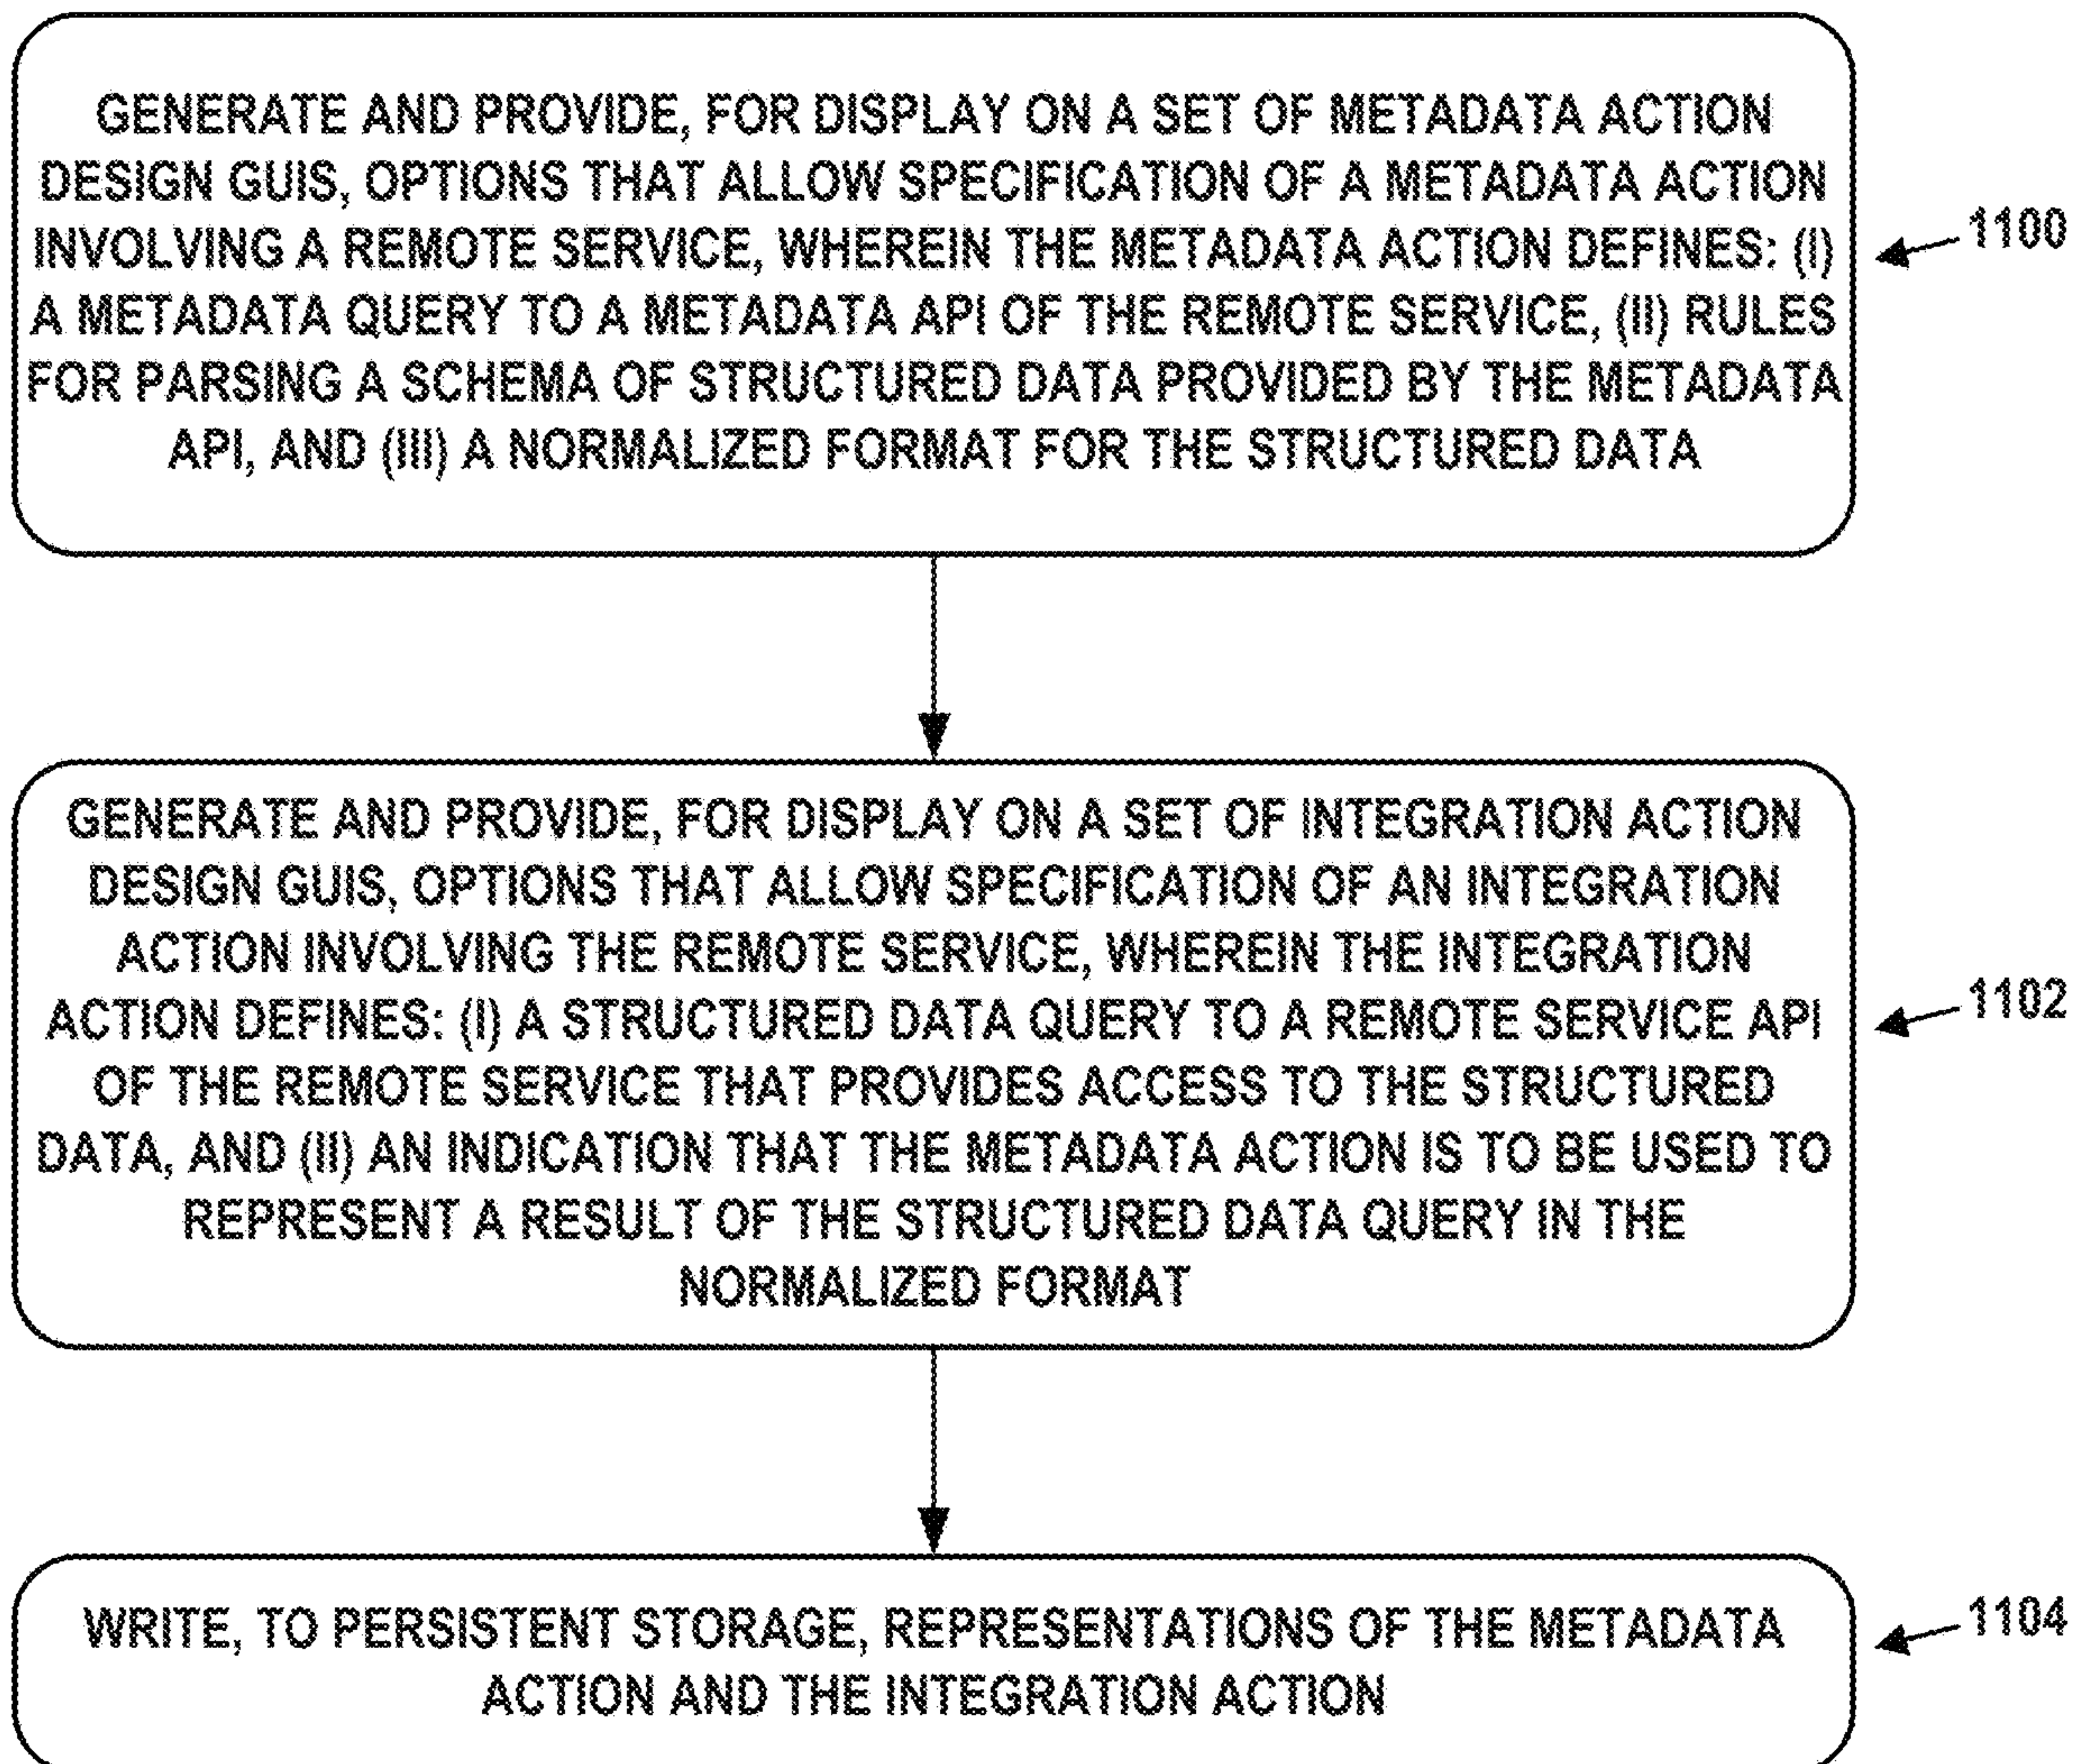 GENERATE AND PROVIDE, FOR DISPLAY ON A SET OF METADATA ACTION
DESIGN GUIS, OPTIONS THAT ALLOW SPECIFICATION OF A METADATA ACTION
INVOLVING A REMOTE SERVICE, WHEREIN THE METADATA ACTION DEFINES: (I)
A METADATA QUERY TO A METADATA API OF THE REMOTE SERVICE, (II) RULES
FOR PARSING A SCHEMA OF STRUCTURED DATA PROVIDED BY THE METADATA
API, AND (III) A NORMALIZED FORMAT FOR THE STRUCTURED DATA
1100
GENERATE AND PROVIDE, FOR DISPLAY ON A SET OF INTEGRATION ACTION
DESIGN GUIS, OPTIONS THAT ALLOW SPECIFICATION OF AN INTEGRATION
ACTION INVOLVING THE REMOTE SERVICE, WHEREIN THE INTEGRATION
ACTION DEFINES: (I) A STRUCTURED DATA QUERY TO A REMOTE SERVICE API
OF THE REMOTE SERVICE THAT PROVIDES ACCESS TO THE STRUCTURED
DATA, AND (II) AN INDICATION THAT THE METADATA ACTION IS TO BE USED TO
REPRESENT A RESULT OF THE STRUCTURED DATA QUERY IN THE
NORMALIZED FORMAT
1102
WRITE, TO PERSISTENT STORAGE, REPRESENTATIONS OF THE METADATA
ACTION AND THE INTEGRATION ACTION
1104